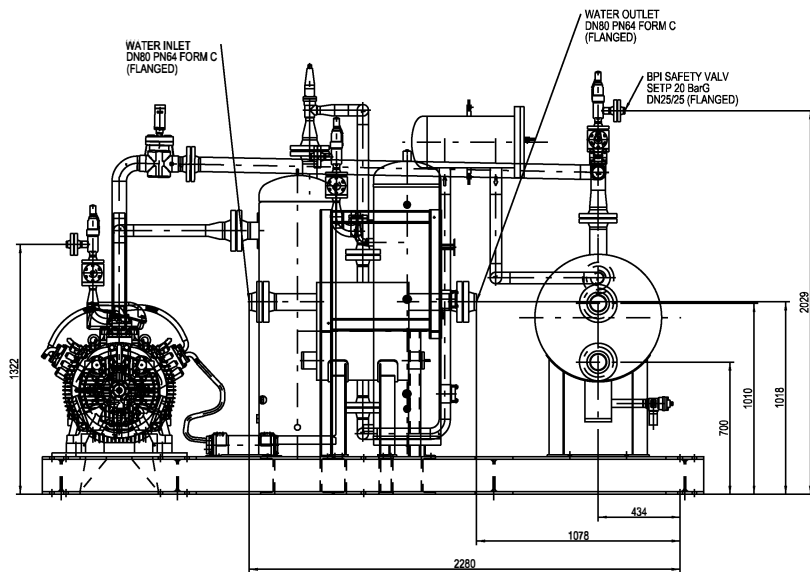 WATER OUTLET
DN80 PN64 FORM C
(FLANGED)
WATER INLET
DN80 PN64 FORM C
(FLANGED)
BPI SAFETY VALV
SETP 20 BarG
DN25/25 (FLANGED)
1322
2029
700
1010
1018
434
1078
2280